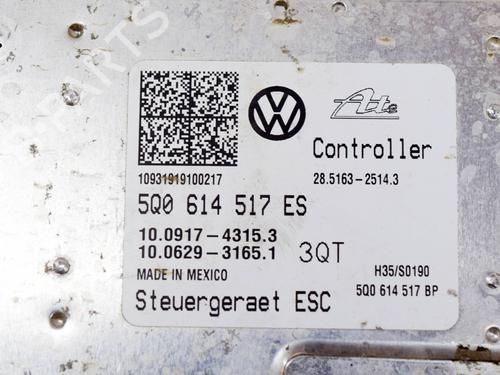 Ate
Controller
10931919100217
28.5163-2514.3
5Q0 614 517 ES
10.0917-4315.3
10.0629-3165.1
3QT
MADE IN MEXICO
H35/S0190
Steuergeraet ESC
5Q0 614 517 BP